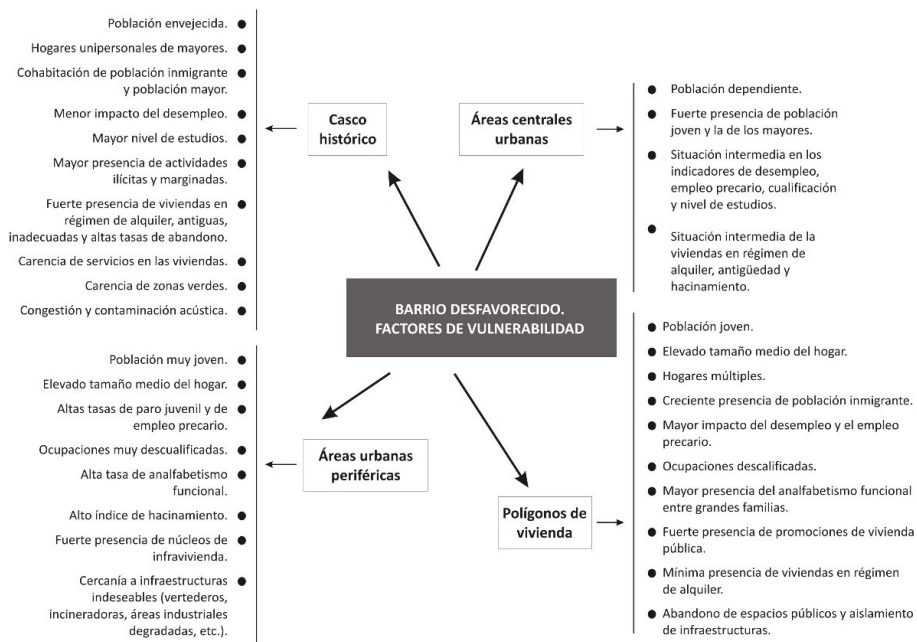 Población envejecida.
Hogares unipersonales de mayores.
Cohabitación de población inmigrante
y población mayor.
Menor impacto del desempleo.
Mayor nivel de estudios.
Mayor presencia de actividades
ilícitas y marginadas.
Fuerte presencia de viviendas en
régimen de alquiler, antiguas,
inadecuadas y altas tasas de abandono.
Carencia de servicios en las viviendas.
Carencia de zonas verdes.
Congestión y contaminación acústica.
Casco
histórico
Áreas centrales
urbanas
Población dependiente.
Fuerte presencia de población
joven y la de los mayores.
Situación intermedia en los
indicadores de desempleo,
empleo precario, cualificación
y nivel de estudios.
Situación intermedia de la
viviendas en régimen de
alquiler, antigüedad y
hacinamiento.
BARRIO DESFAVORECIDO.
FACTORES DE VULNERABILIDAD
Población muy joven.
Elevado tamaño medio del hogar.
Altas tasas de paro juvenil y de
empleo precario.
Ocupaciones muy descualificadas.
Alta tasa de analfabetismo
funcional.
Alto índice de hacinamiento.
Fuerte presencia de núcleos de
infravivienda.
Cercanía a infraestructuras
indeseables (vertederos,
incineradoras, áreas industriales
degradadas, etc.).
Áreas urbanas
periféricas
Polígonos de
vivienda
Población joven.
Elevado tamaño medio del hogar.
Hogares múltiples.
Creciente presencia de población inmigrante.
Mayor impacto del desempleo y el empleo
precario.
Ocupaciones descalificadas.
Mayor presencia del analfabetismo funcional
entre grandes familias.
Fuerte presencia de promociones de vivienda
pública.
Mínima presencia de viviendas en régimen
de alquiler.
Abandono de espacios públicos y aislamiento
de infraestructuras.